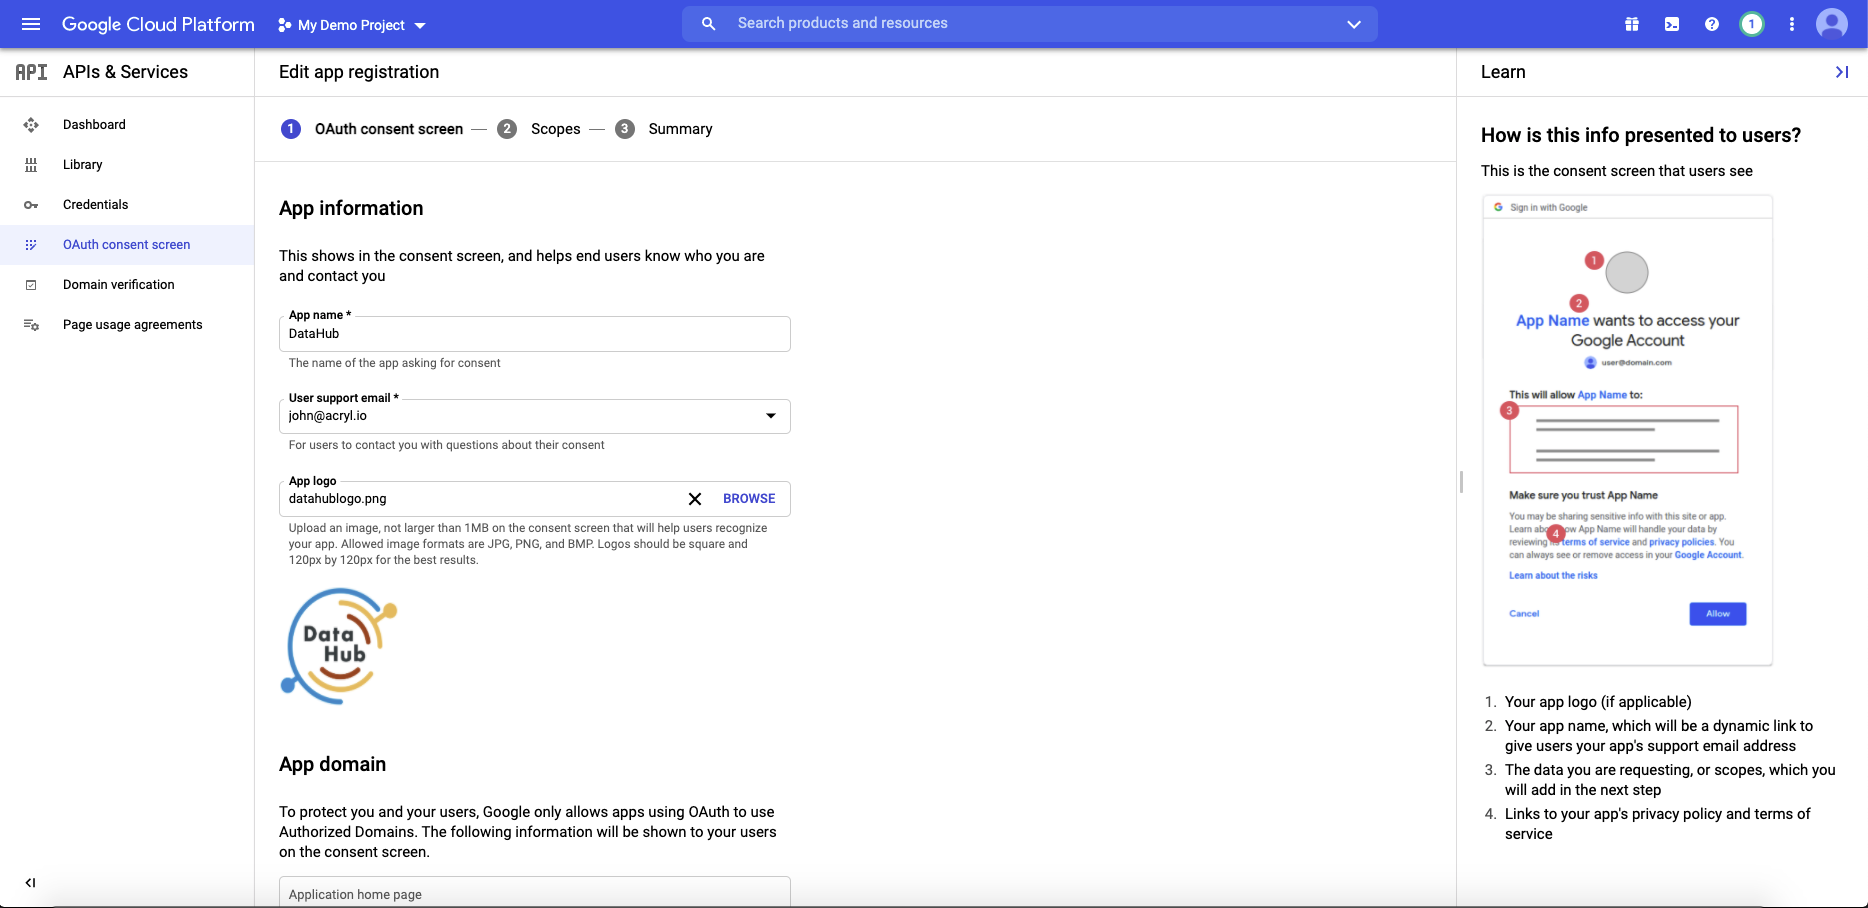 Google Cloud Platform
My Demo Project
Search products and resources
1
API
APIs & Services
Dashboard
Library
Credentials
OAuth consent screen
Domain verification
Page usage agreements
Edit app registration
1 OAuth consent screen — 2 Scopes — 3 Summary
App information
This shows in the consent screen, and helps end users know who you are
and contact you
App name *
DataHub
The name of the app asking for consent
User support email *
john@acryl.io
For users to contact you with questions about their consent
App logo
datahublogo.png
BROWSE
Upload an image, not larger than 1MB on the consent screen that will help users recognize
your app. Allowed image formats are JPG, PNG, and BMP. Logos should be square and
120px by 120px for the best results.
Data
Hub
App domain
To protect you and your users, Google only allows apps using OAuth to use
Authorized Domains. The following information will be shown to your users
on the consent screen.
Application home page
Learn
How is this info presented to users?
This is the consent screen that users see
G Sign in with Google
1
2
App Name wants to access your
Google Account
user@domain.com
This will allow App Name to:
3
Make sure you trust App Name
You may be sharing sensitive info with this site or app.
Learn about how App Name will handle your data by
reviewing its terms of service and privacy policies. You
4
can always see or remove access in your Google Account.
Learn about the risks
Cancel
Allow
1. Your app logo (if applicable)
2. Your app name, which will be a dynamic link to
give users your app's support email address
3. The data you are requesting, or scopes, which you
will add in the next step
4. Links to your app's privacy policy and terms of
service